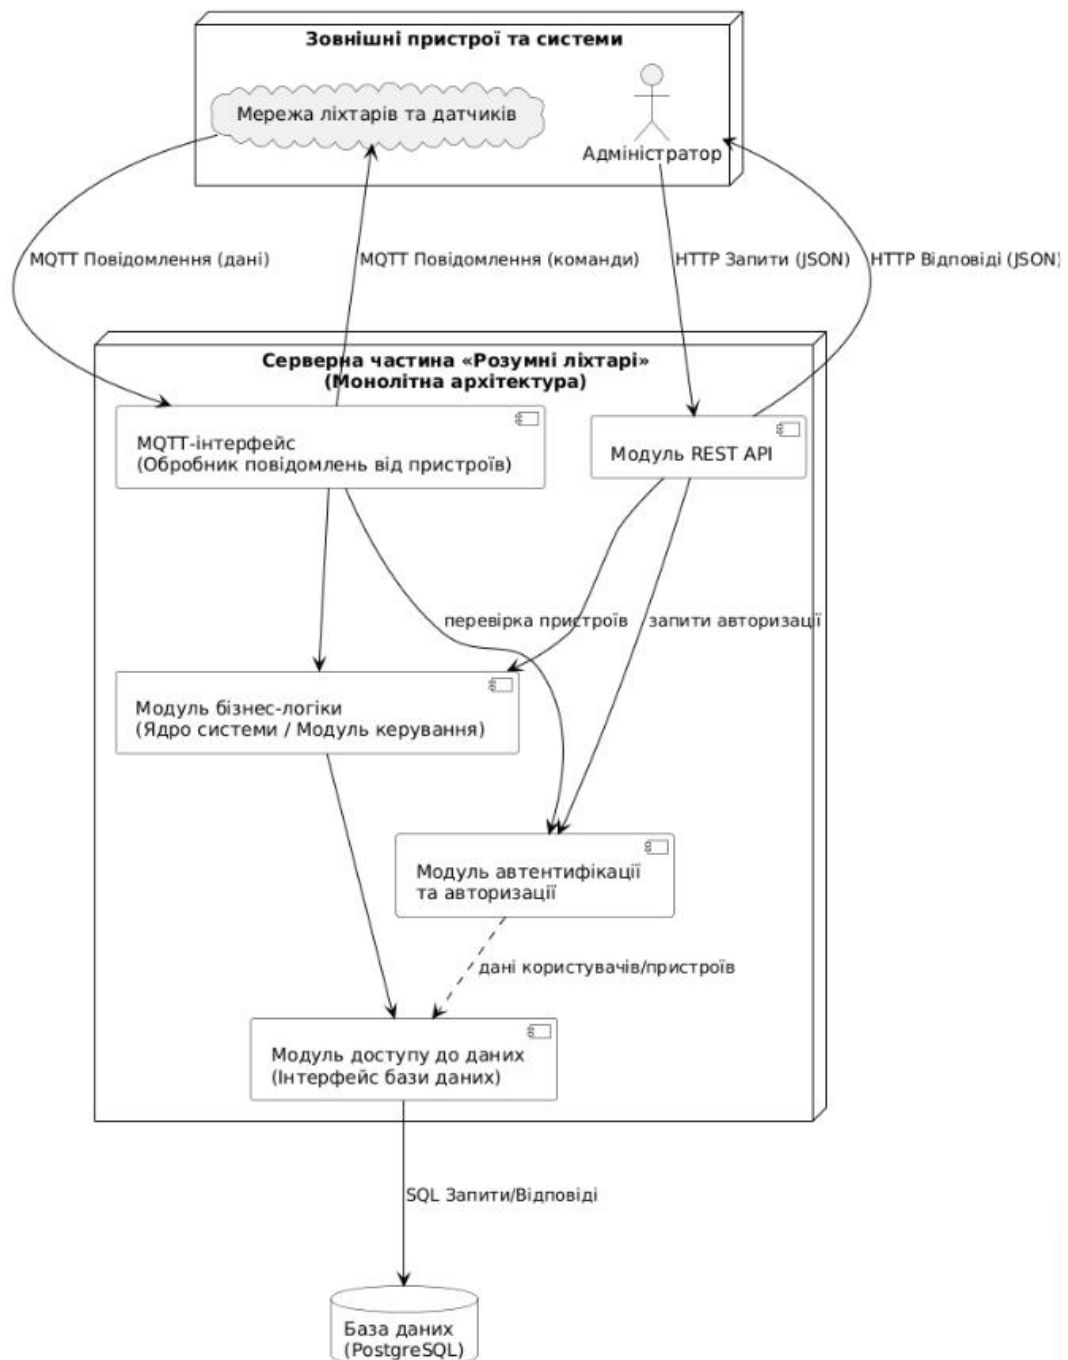 Зовнішні пристрої та системи
Мережа ліхтарів та датчиків
Адміністратор
MQTT Повідомлення (дані)
MQTT Повідомлення (команди)
HTTP Запити (JSON)
HTTP Відповіді (JSON)
Серверна частина «Розумні ліхтарі»
(Монолітна архітектура)
MQTT-інтерфейс
(Обробник повідомлень від пристроїв)
Модуль REST API
перевірка пристроїв
запити авторизації
Модуль бізнес-логіки
(Ядро системи / Модуль керування)
Модуль автентифікації
та авторизації
дані користувачів/пристроїв
Модуль доступу до даних
(Інтерфейс бази даних)
SQL Запити/Відповіді
База даних
(PostgreSQL)